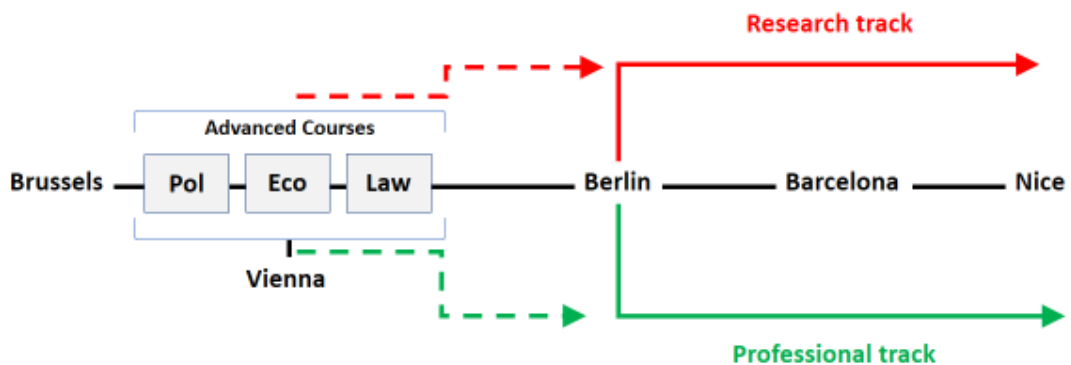 Research track
Advanced Courses
Brussels Pol Eco Law Berlin Barcelona Nice
Vienna
Professional track